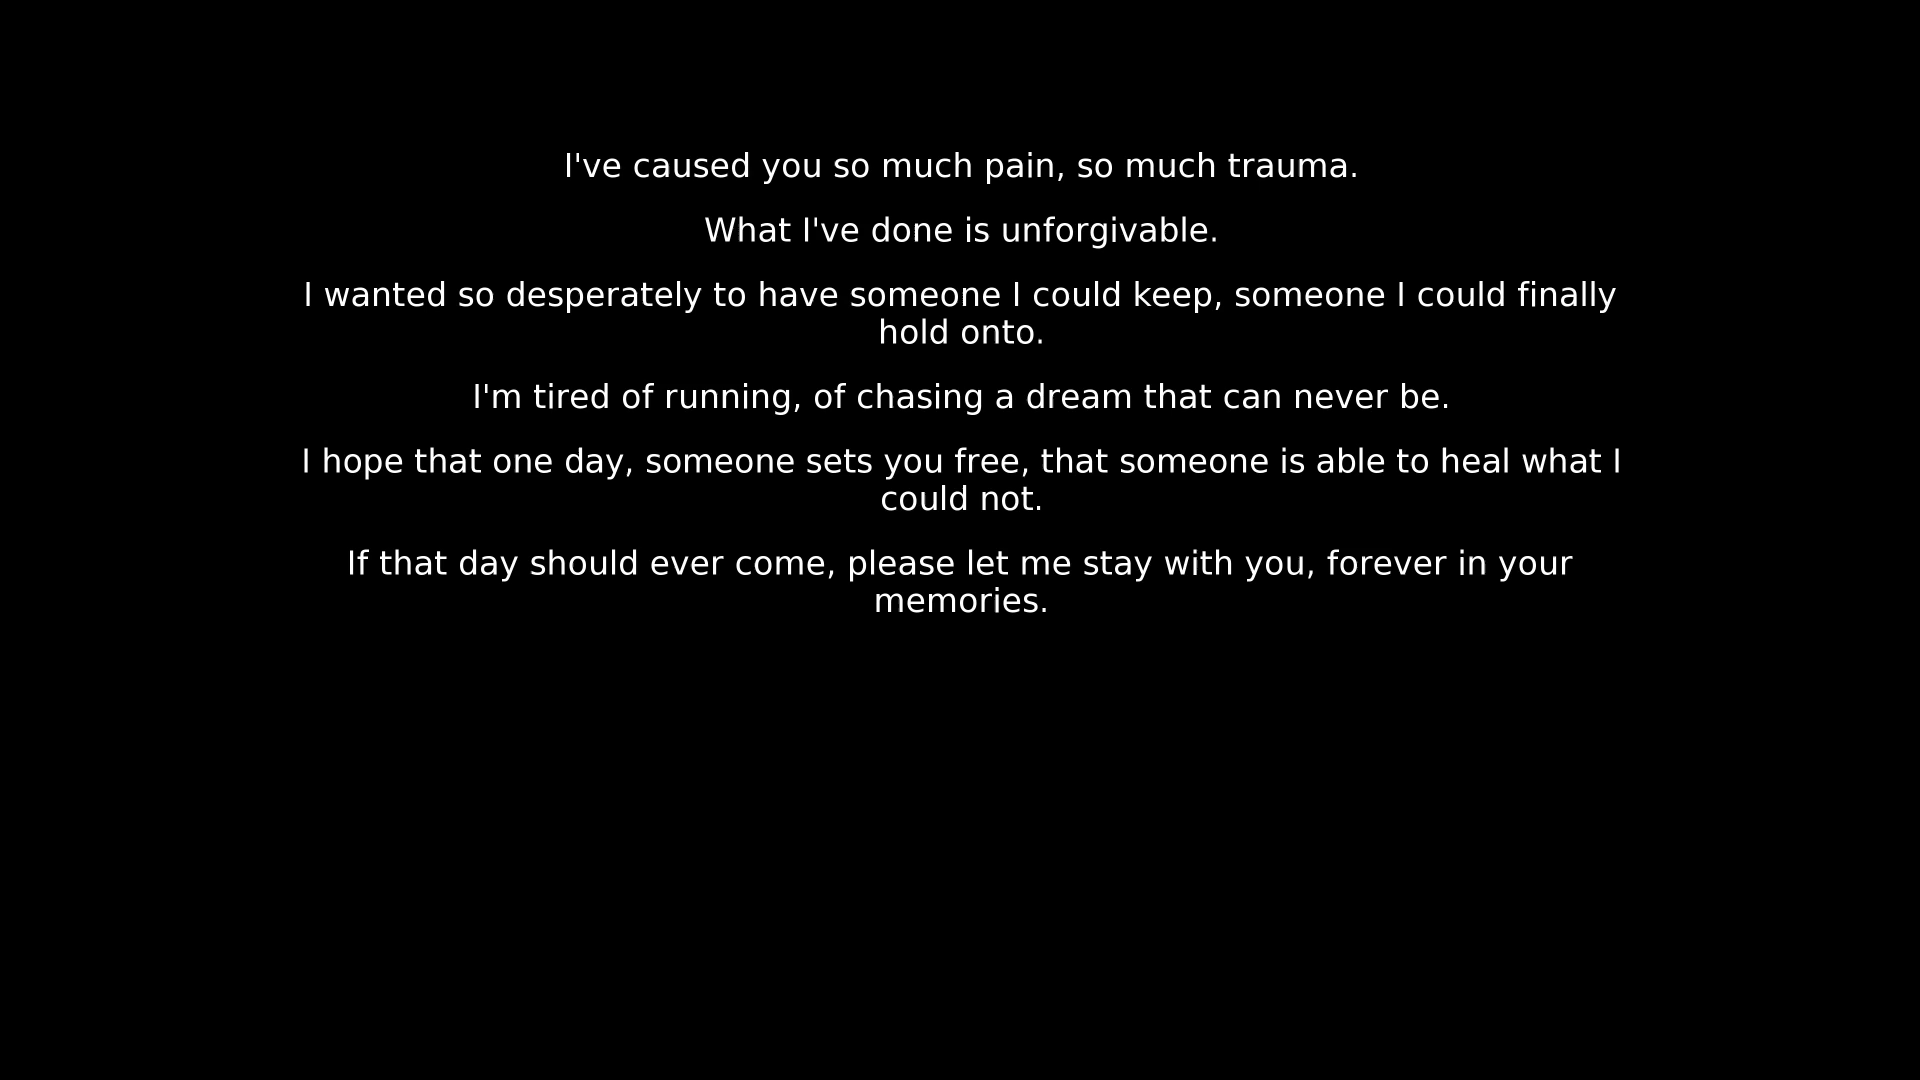 I've caused you so much pain, so much trauma.
What I've done is unforgivable.
I wanted so desperately to have someone I could keep, someone I could finally
hold onto.
I'm tired of running, of chasing a dream that can never be.
I hope that one day, someone sets you free, that someone is able to heal what I
could not.
If that day should ever come, please let me stay with you, forever in your
memories.